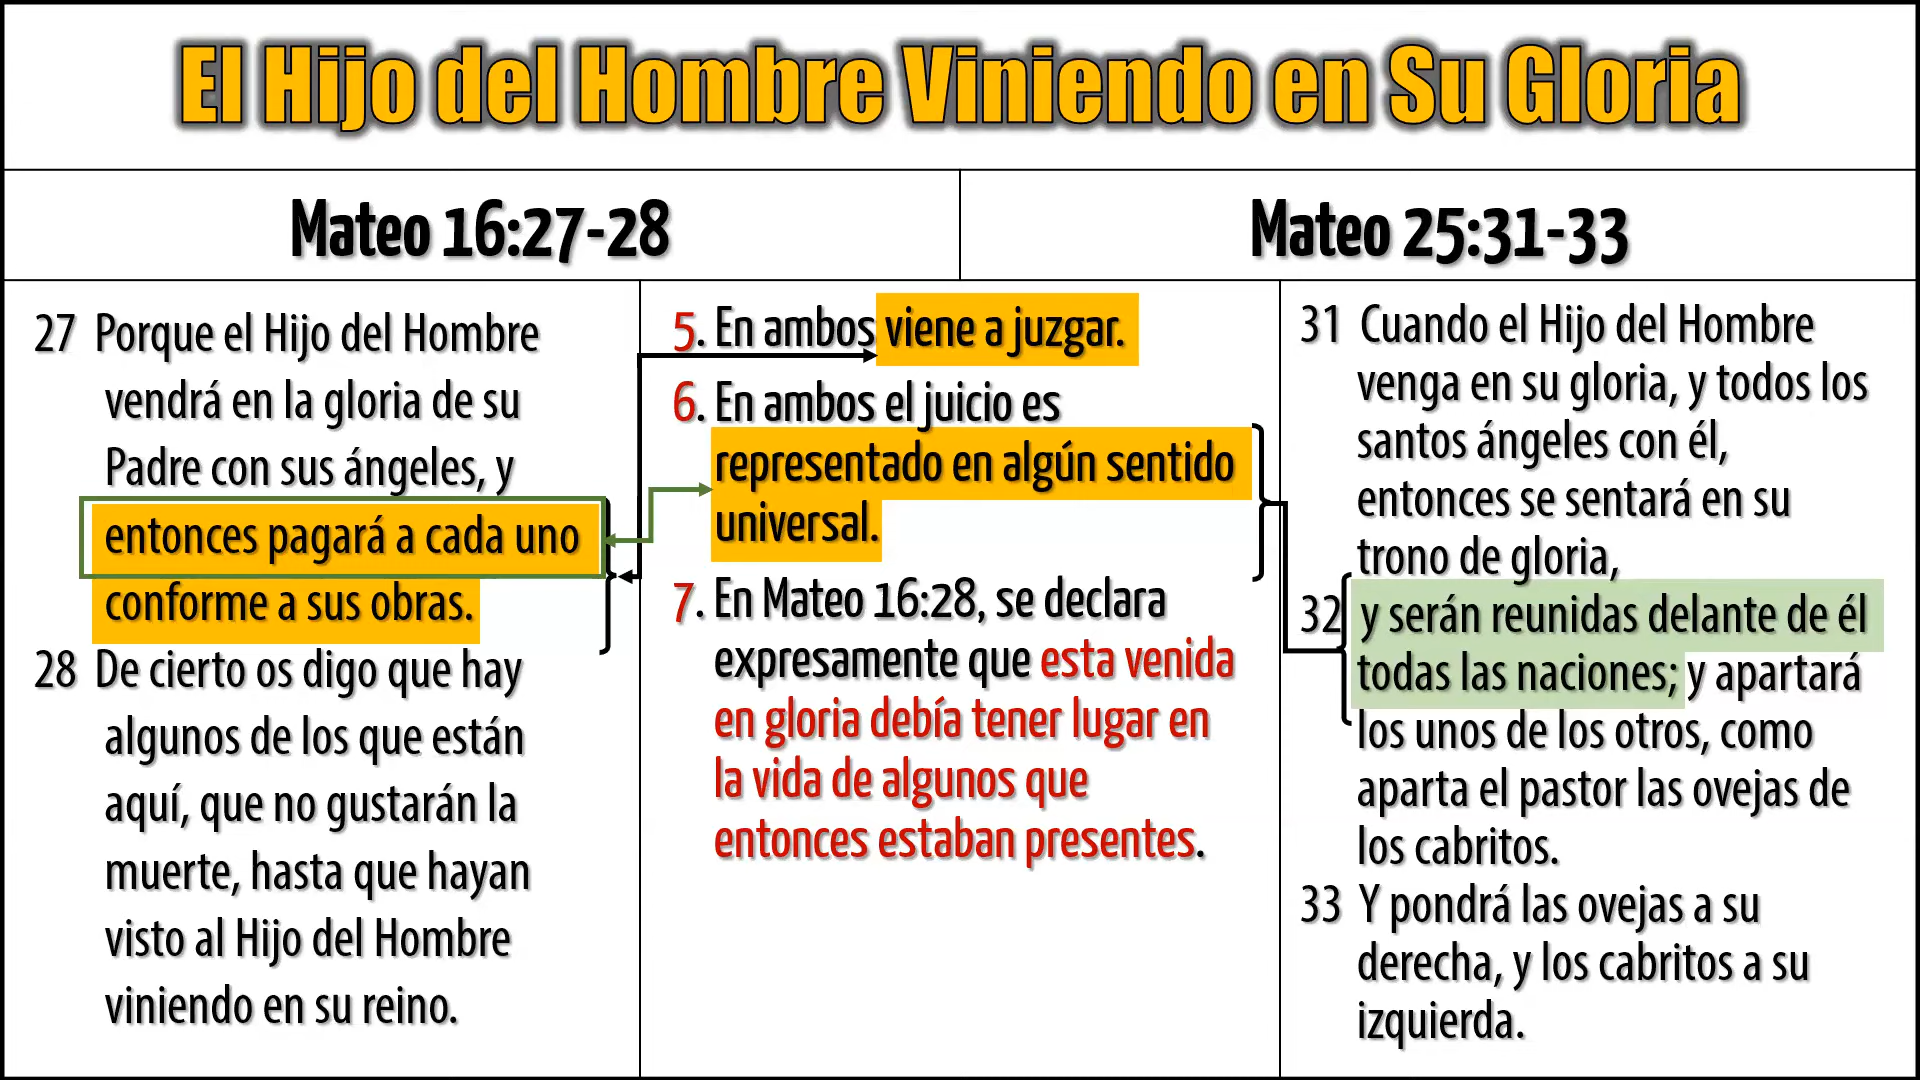 El Hijo del Hombre Viniendo en Su Gloria
Mateo 16:27-28
Mateo 25:31-33
27 Porque el Hijo del Hombre
vendrá en la gloria de su
Padre con sus ángeles, y
entonces pagará a cada uno
conforme a sus obras.
28 De cierto os digo que hay
algunos de los que están
aquí, que no gustarán la
muerte, hasta que hayan
visto al Hijo del Hombre
viniendo en su reino.
5. En ambos viene a juzgar.
6. En ambos el juicio es
representado en algún sentido
universal.
7. En Mateo 16:28, se declara
expresamente que esta venida
en gloria debía tener lugar en
la vida de algunos que
entonces estaban presentes.
31 Cuando el Hijo del Hombre
venga en su gloria, y todos los
santos ángeles con él,
entonces se sentará en su
trono de gloria,
32 y serán reunidas delante de él
todas las naciones; y apartará
los unos de los otros, como
aparta el pastor las ovejas de
los cabritos.
33 Y pondrá las ovejas a su
derecha, y los cabritos a su
izquierda.